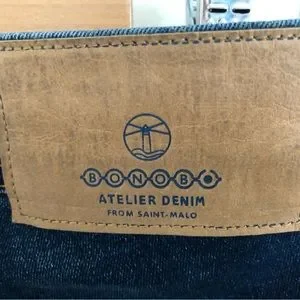 BONOBO
ATELIER DENIM
FROM SAINT-MALO